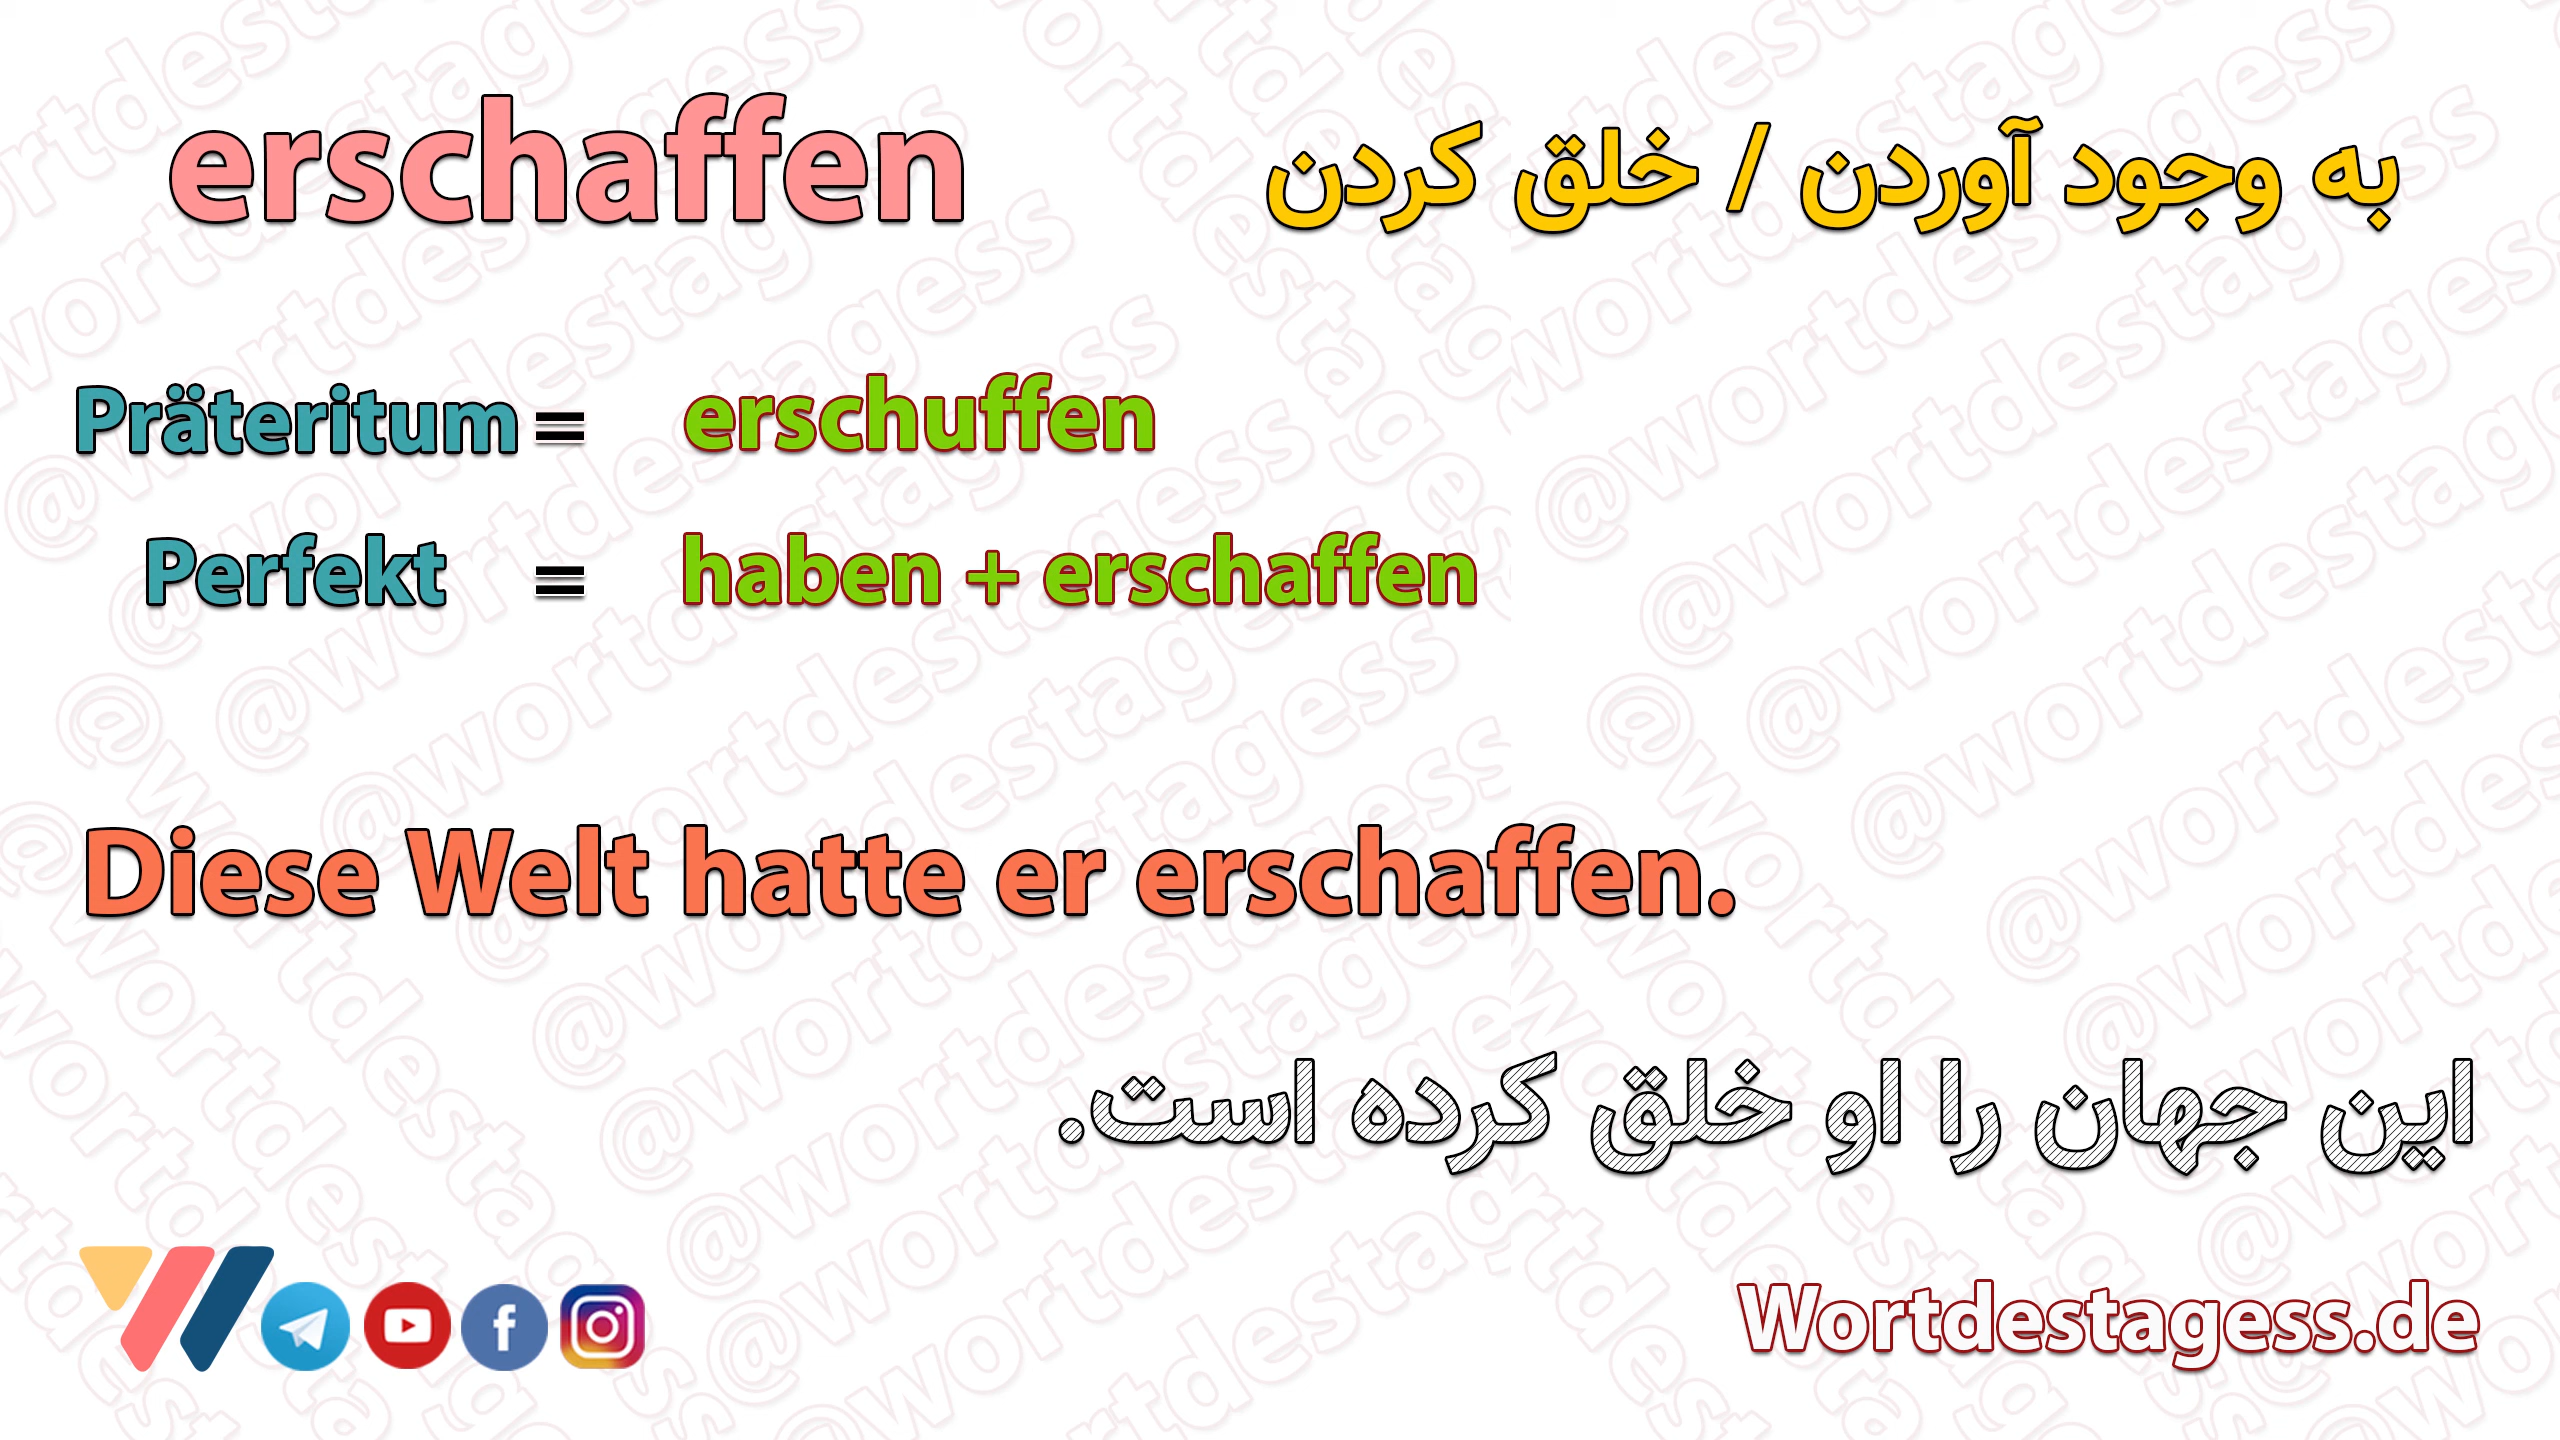 erschaffen
به وجود آوردن / خلق کردن
Präteritum = erschuffen
Perfekt = haben + erschaffen
Diese Welt hatte er erschaffen.
این جهان را او خلق کرده است.
Wortdestagess.de
@wortdestagess